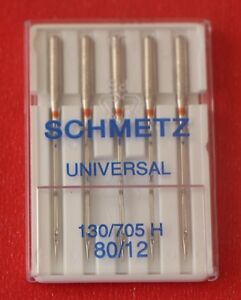 SCHMETZ
UNIVERSAL
130/705 H
80/12